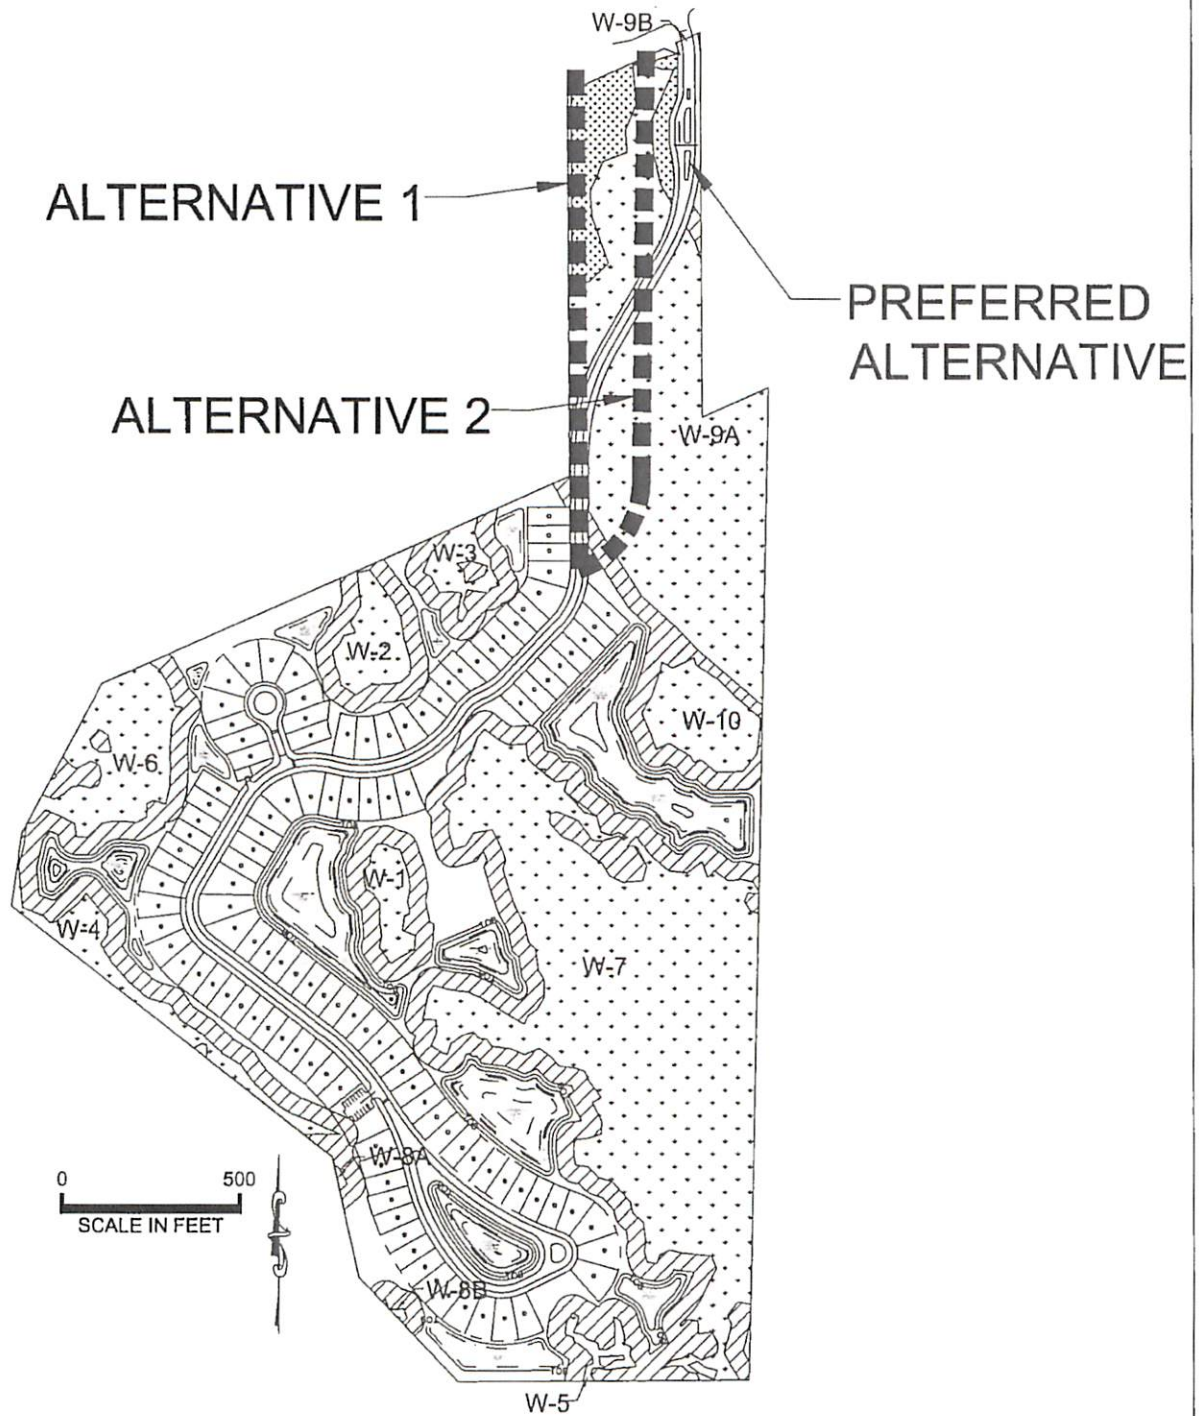 W-9B
ALTERNATIVE 1
PREFERRED
ALTERNATIVE
ALTERNATIVE 2
W-9A
W-3
W-2
W-10
W-6
W-1
W-4
W-7
W-8A
0 500
SCALE IN FEET
W-8B
W-5